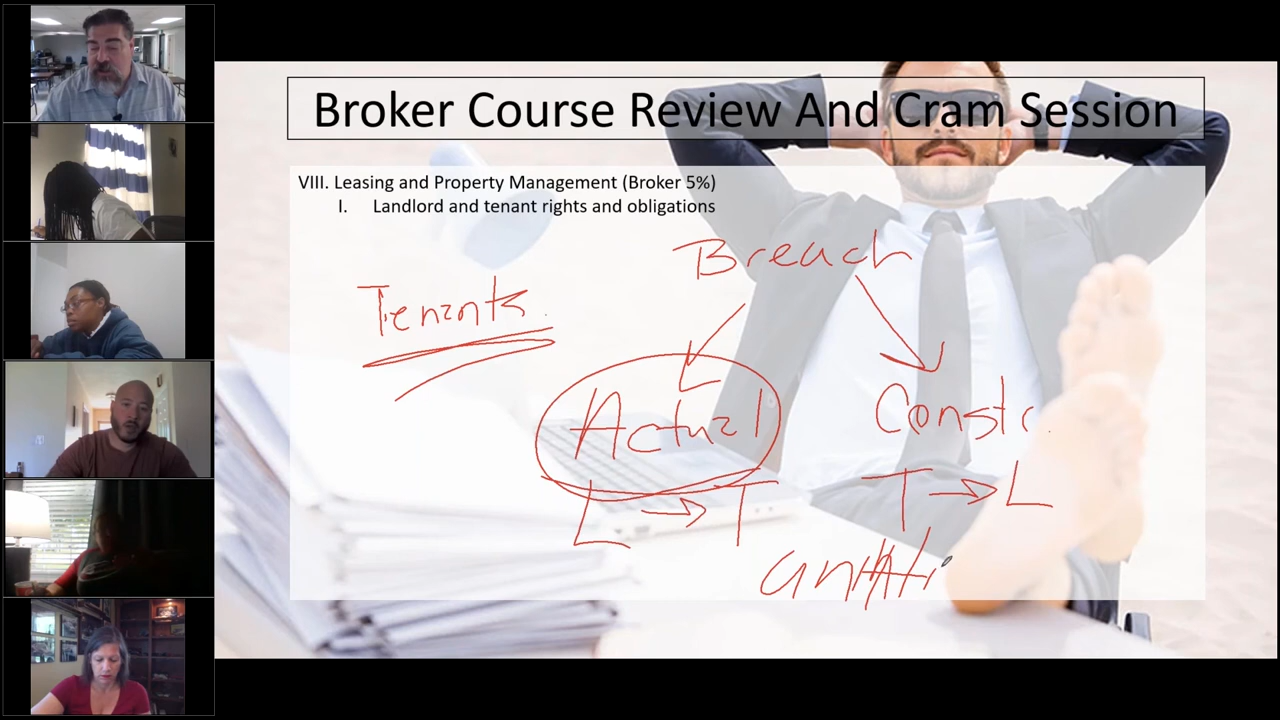 Broker Course Review And Cram Session
VIII. Leasing and Property Management (Broker 5%)
I. Landlord and tenant rights and obligations
Breach
Tenants
Actual Constr.
L → T T → L